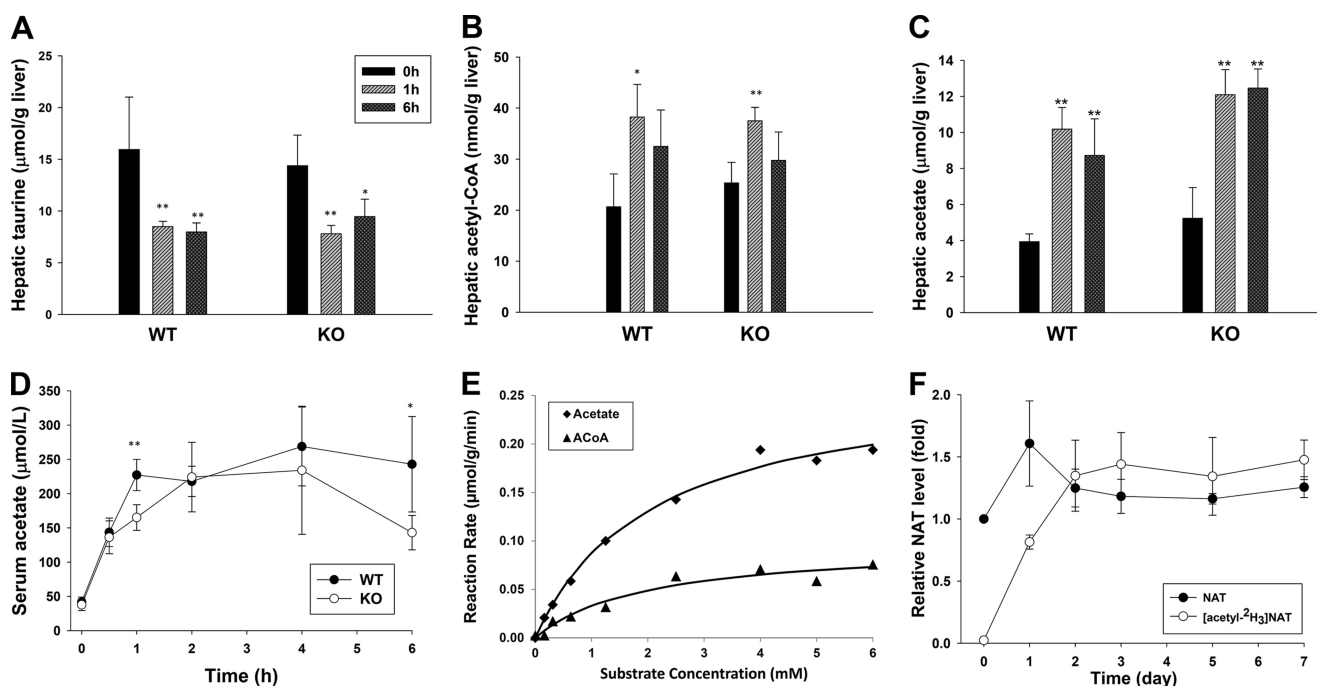 A
Hepatic taurine (μmol/g liver)
25
20
15
10
5
0
0h
1h
6h
**
**
**
*
WT
KO
B
Hepatic acetyl-CoA (nmol/g liver)
50
40
30
20
10
0
*
**
WT
KO
C
Hepatic acetate (μmol/g liver)
14
12
10
8
6
4
2
0
**
**
**
**
WT
KO
D
Serum acetate (μmol/L)
350
300
250
200
150
100
50
0
**
*
WT
KO
0 1 2 3 4 5 6
Time (h)
E
Reaction Rate (μmol/g/min)
0.25
0.20
0.15
0.10
0.05
0.00
Acetate
ACoA
0 1 2 3 4 5 6
Substrate Concentration (mM)
F
Relative NAT level (fold)
2.0
1.5
1.0
0.5
0.0
NAT
[acetyl-²H₃]NAT
0 1 2 3 4 5 6 7
Time (day)